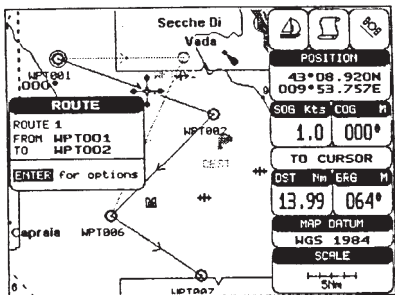 Secche Di
Vada
WPT001
000
ROUTE
ROUTE 1
FROM WPT001
TO WPT002
ENTER for options
WPT002
DEST
WPT006
Capraia
WPT007
6
POSITION
43°08.920N
009°53.757E
SOG Kts COG M
1.0 000°
TO CURSOR
DST Nm BRG M
13.99 064°
MAP DATUM
WGS 1984
SCALE
5Nm